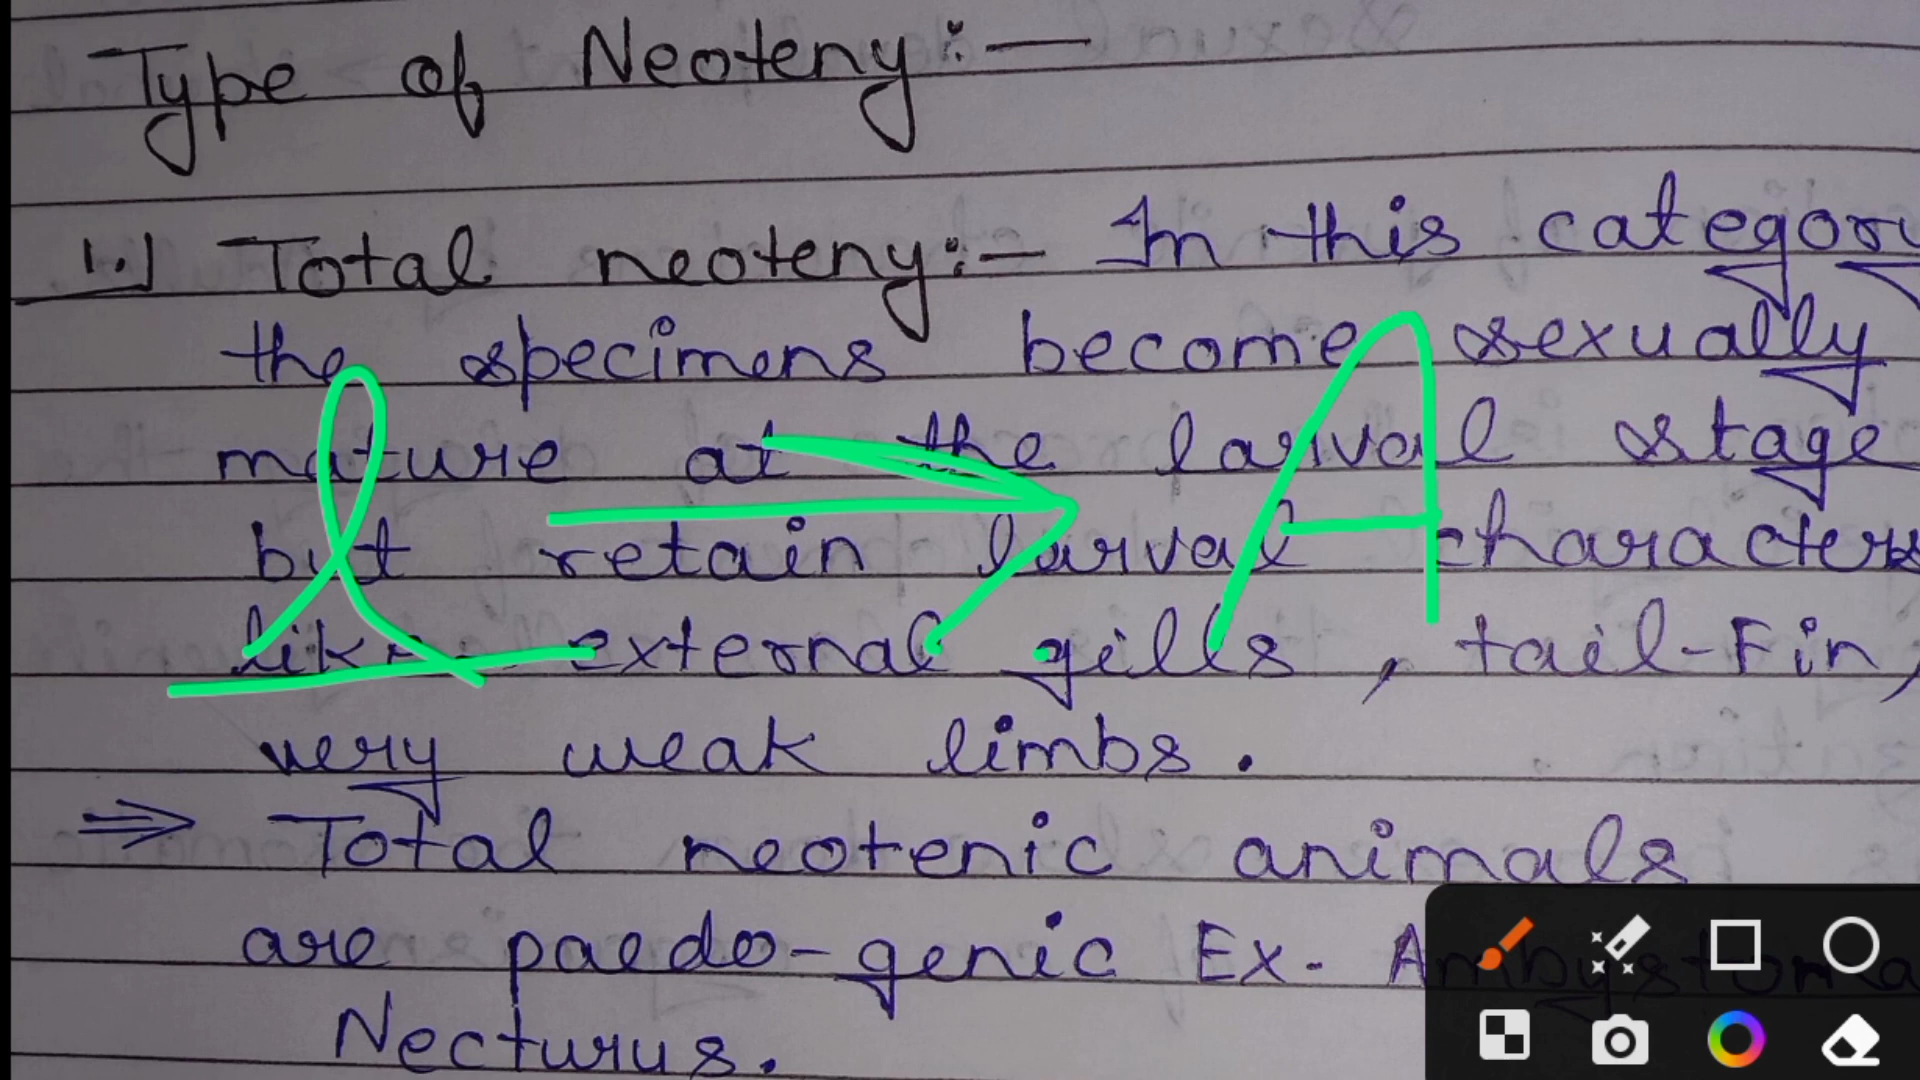 Type of Neoteny:—
1.) Total neoteny:— In this category
the specimens become sexually
mature at the larval stage
but retain larval characters
like external gills, tail-Fin,
very weak limbs.
⇒ Total neotenic animals
are paedo-genic Ex- Ambystoma
Necturus.
l → A